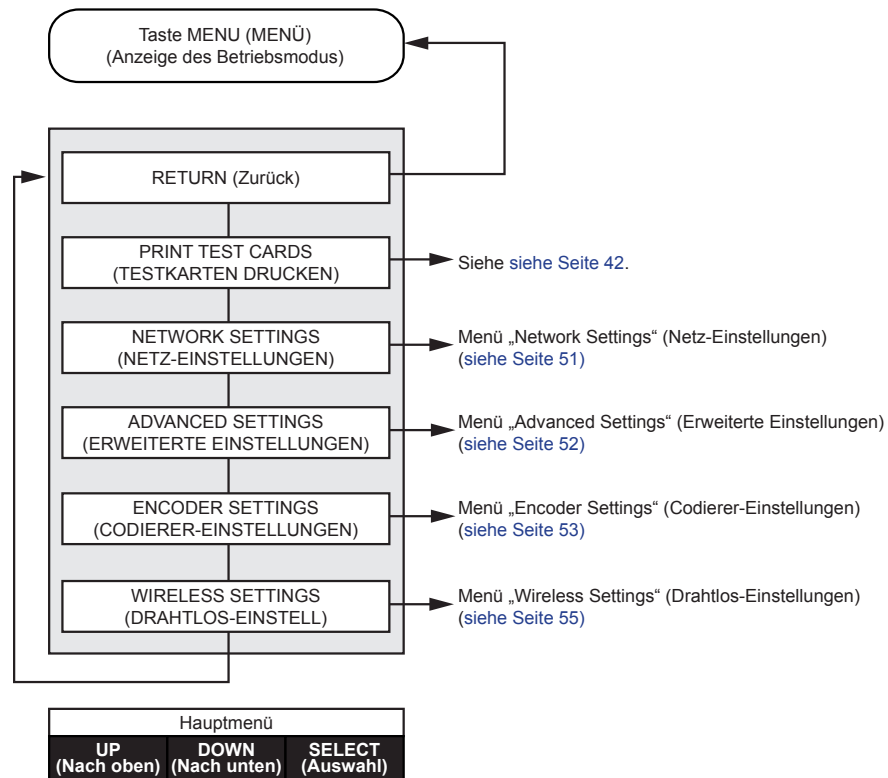 Taste MENU (MENÜ)
(Anzeige des Betriebsmodus)
RETURN (Zurück)
PRINT TEST CARDS
(TESTKARTEN DRUCKEN)
Siehe siehe Seite 42.
NETWORK SETTINGS
(NETZ-EINSTELLUNGEN)
Menü „Network Settings“ (Netz-Einstellungen)
(siehe Seite 51)
ADVANCED SETTINGS
(ERWEITERTE EINSTELLUNGEN)
Menü „Advanced Settings“ (Erweiterte Einstellungen)
(siehe Seite 52)
ENCODER SETTINGS
(CODIERER-EINSTELLUNGEN)
Menü „Encoder Settings“ (Codierer-Einstellungen)
(siehe Seite 53)
WIRELESS SETTINGS
(DRAHTLOS-EINSTELL)
Menü „Wireless Settings“ (Drahtlos-Einstellungen)
(siehe Seite 55)
Hauptmenü
UP
(Nach oben)
DOWN
(Nach unten)
SELECT
(Auswahl)